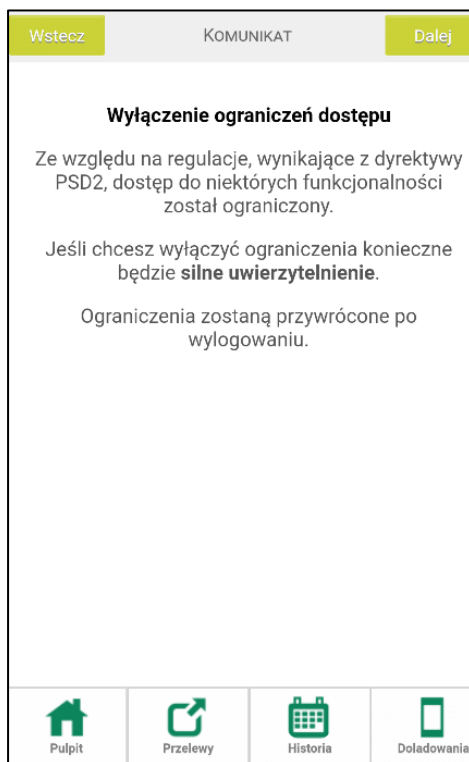 Wstecz KOMUNIKAT Dalej
Wyłączenie ograniczeń dostępu
Ze względu na regulacje, wynikające z dyrektywy
PSD2, dostęp do niektórych funkcjonalności
został ograniczony.
Jeśli chcesz wyłączyć ograniczenia konieczne
będzie silne uwierzytelnienie.
Ograniczenia zostaną przywrócone po
wylogowaniu.
Pulpit Przelewy Historia Doladowania